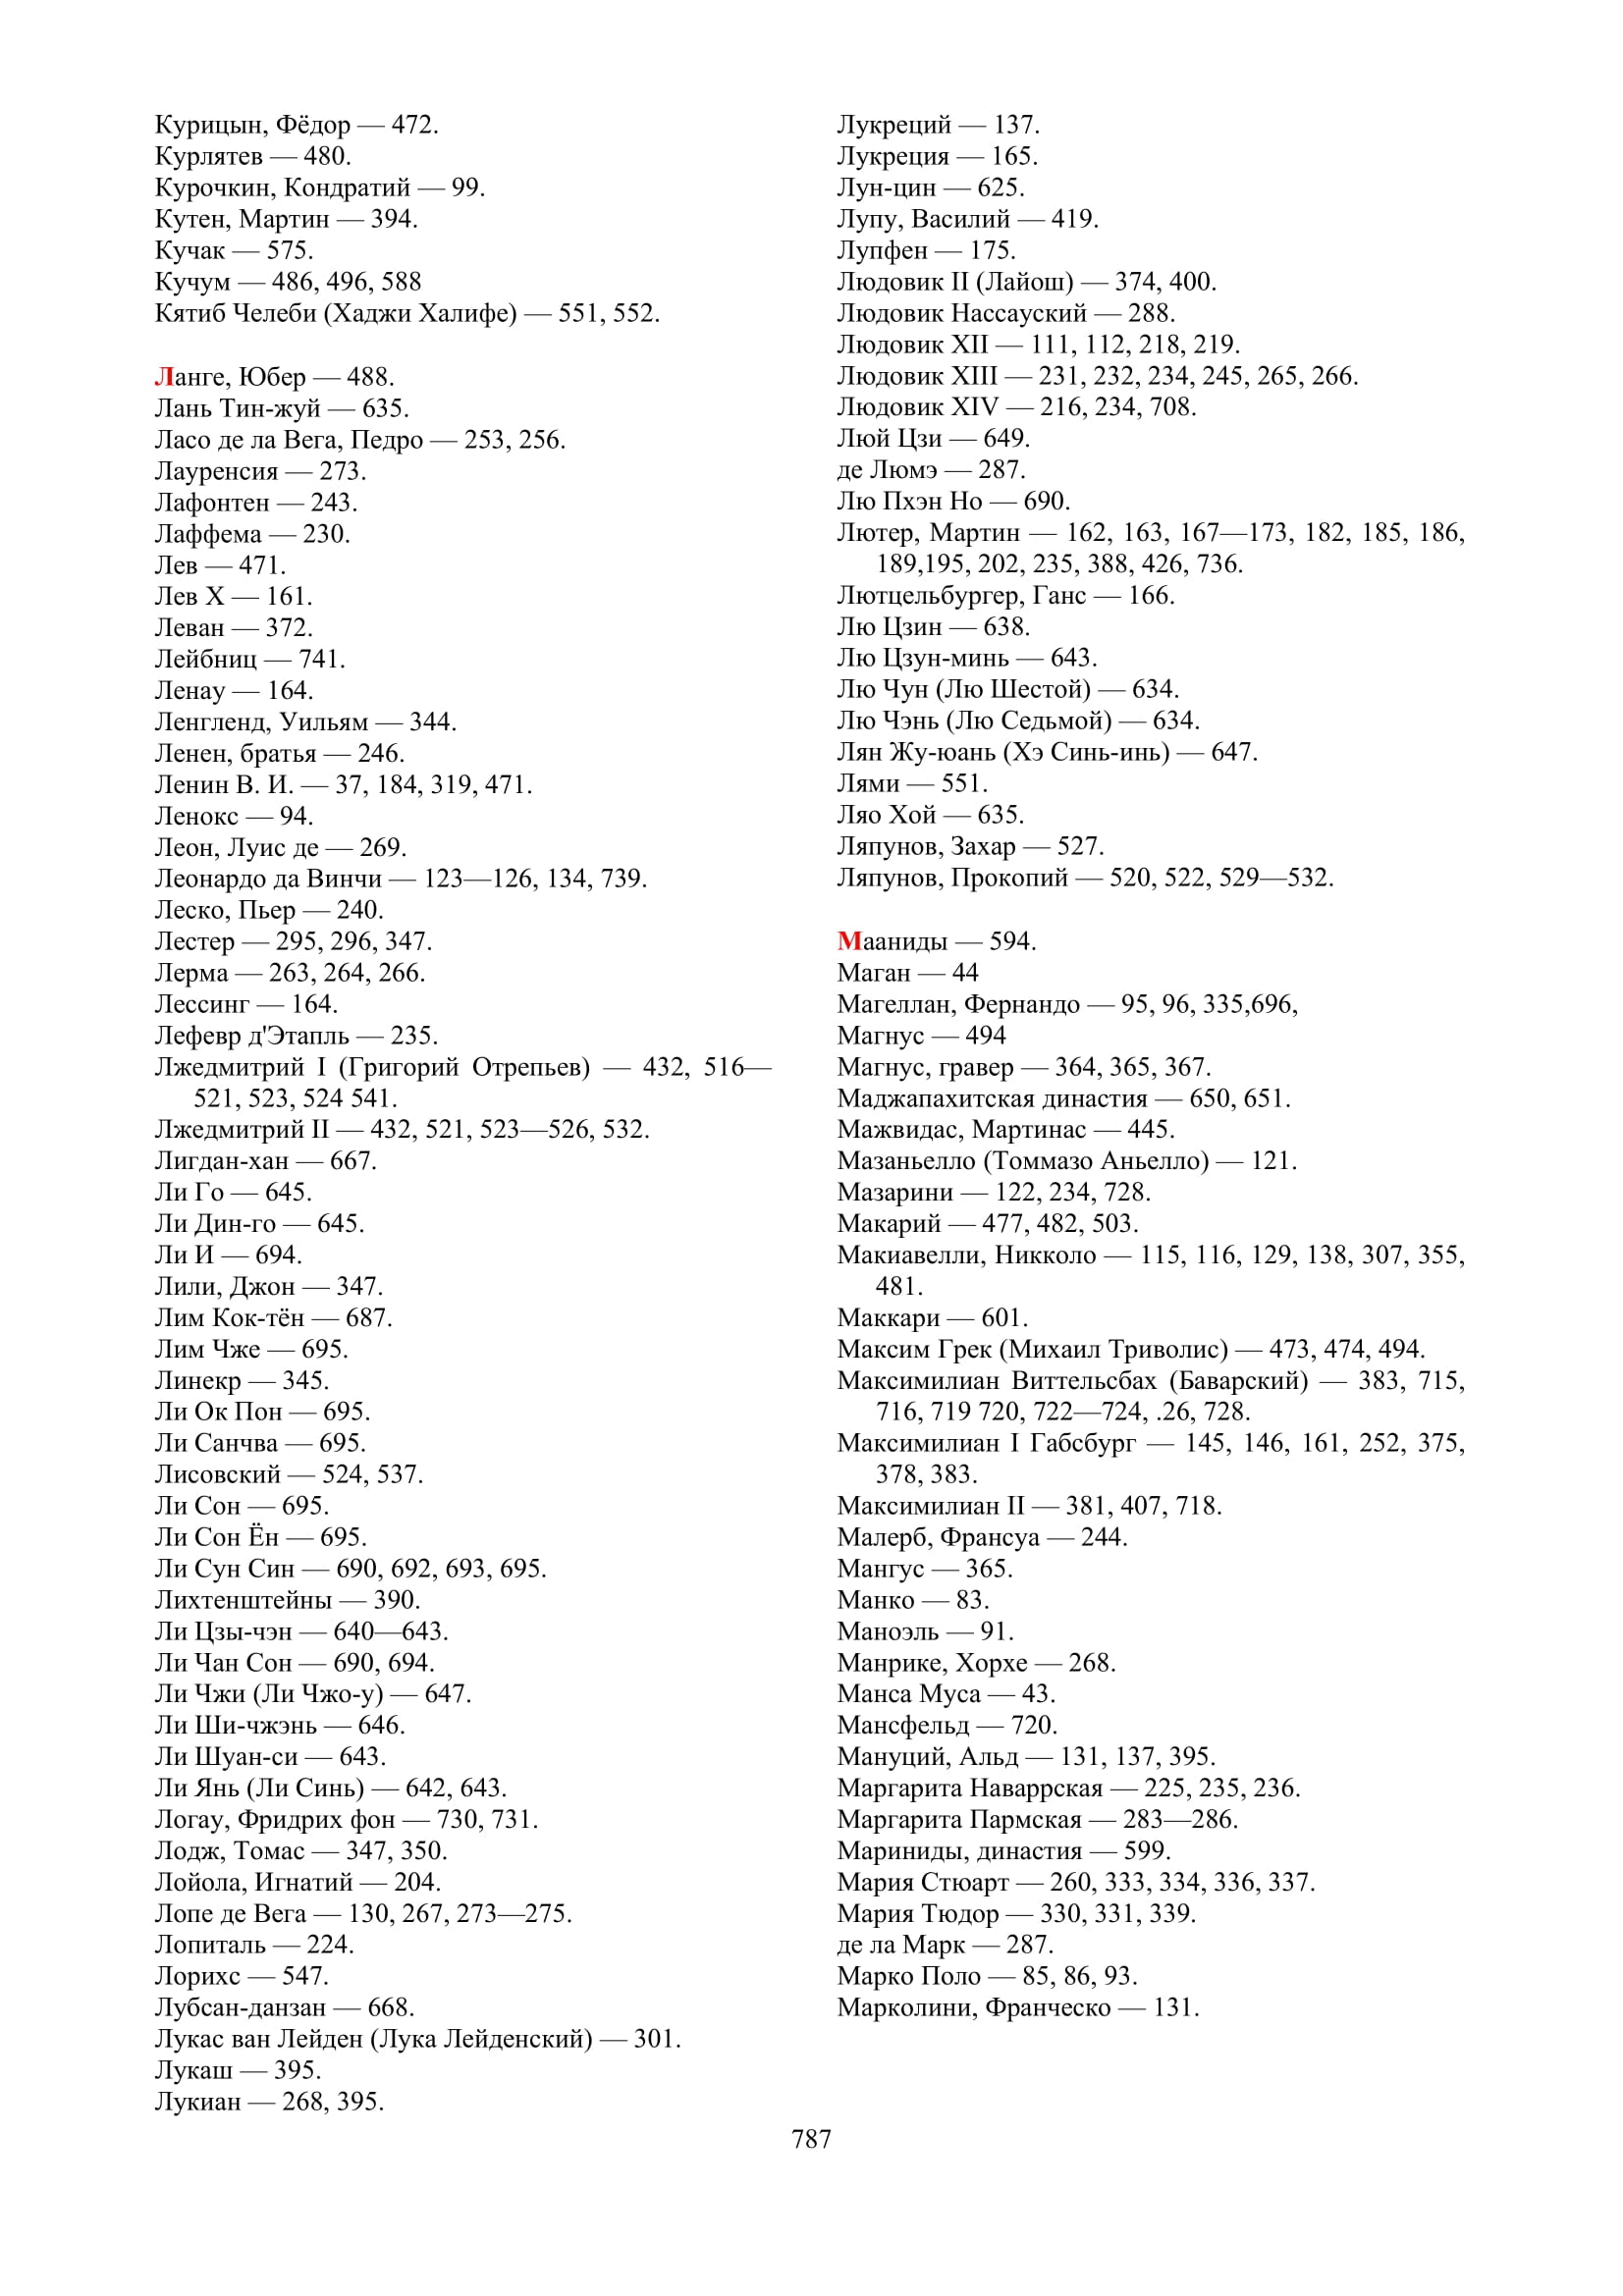 Курицын, Фёдор — 472.
Курлятев — 480.
Курочкин, Кондратий — 99.
Кутен, Мартин — 394.
Кучак — 575.
Кучум — 486, 496, 588
Кятиб Челеби (Хаджи Халифе) — 551, 552.
Ланге, Юбер — 488.
Лань Тин-жуй — 635.
Ласо де ла Вега, Педро — 253, 256.
Лауренсия — 273.
Лафонтен — 243.
Лаффема — 230.
Лев — 471.
Лев X — 161.
Леван — 372.
Лейбниц — 741.
Ленау — 164.
Ленгленд, Уильям — 344.
Ленен, братья — 246.
Ленин В. И. — 37, 184, 319, 471.
Ленокс — 94.
Леон, Луис де — 269.
Леонардо да Винчи — 123—126, 134, 739.
Леско, Пьер — 240.
Лестер — 295, 296, 347.
Лерма — 263, 264, 266.
Лессинг — 164.
Лефевр д'Этапль — 235.
Лжедмитрий I (Григорий Отрепьев) — 432, 516—
521, 523, 524 541.
Лжедмитрий II — 432, 521, 523—526, 532.
Лигдан-хан — 667.
Ли Го — 645.
Ли Дин-го — 645.
Ли И — 694.
Лили, Джон — 347.
Лим Кок-тён — 687.
Лим Чже — 695.
Линекр — 345.
Ли Ок Пон — 695.
Ли Санчва — 695.
Лисовский — 524, 537.
Ли Сон — 695.
Ли Сон Ён — 695.
Ли Сун Син — 690, 692, 693, 695.
Лихтенштейны — 390.
Ли Цзы-чэн — 640—643.
Ли Чан Сон — 690, 694.
Ли Чжи (Ли Чжо-у) — 647.
Ли Ши-чжэнь — 646.
Ли Шуан-си — 643.
Ли Янь (Ли Синь) — 642, 643.
Логау, Фридрих фон — 730, 731.
Лодж, Томас — 347, 350.
Лойола, Игнатий — 204.
Лопе де Вега — 130, 267, 273—275.
Лопиталь — 224.
Лорихс — 547.
Лубсан-данзан — 668.
Лукас ван Лейден (Лука Лейденский) — 301.
Лукаш — 395.
Лукиан — 268, 395.
Лукреций — 137.
Лукреция — 165.
Лун-цин — 625.
Лупу, Василий — 419.
Лупфен — 175.
Людовик II (Лайош) — 374, 400.
Людовик Нассауский — 288.
Людовик XII — 111, 112, 218, 219.
Людовик XIII — 231, 232, 234, 245, 265, 266.
Людовик XIV — 216, 234, 708.
Люй Цзи — 649.
де Люмэ — 287.
Лю Пхэн Но — 690.
Лютер, Мартин — 162, 163, 167—173, 182, 185, 186,
189,195, 202, 235, 388, 426, 736.
Лютцельбургер, Ганс — 166.
Лю Цзин — 638.
Лю Цзун-минь — 643.
Лю Чун (Лю Шестой) — 634.
Лю Чэнь (Лю Седьмой) — 634.
Лян Жу-юань (Хэ Синь-инь) — 647.
Лями — 551.
Ляо Хой — 635.
Ляпунов, Захар — 527.
Ляпунов, Прокопий — 520, 522, 529—532.
Мааниды — 594.
Маган — 44
Магеллан, Фернандо — 95, 96, 335,696,
Магнус — 494
Магнус, гравер — 364, 365, 367.
Маджапахитская династия — 650, 651.
Мажвидас, Мартинас — 445.
Мазаньелло (Томмазо Аньелло) — 121.
Мазарини — 122, 234, 728.
Макарий — 477, 482, 503.
Макиавелли, Никколо — 115, 116, 129, 138, 307, 355,
481.
Маккари — 601.
Максим Грек (Михаил Триволис) — 473, 474, 494.
Максимилиан Виттельсбах (Баварский) — 383, 715,
716, 719 720, 722—724, .26, 728.
Максимилиан I Габсбург — 145, 146, 161, 252, 375,
378, 383.
Максимилиан II — 381, 407, 718.
Малерб, Франсуа — 244.
Мангус — 365.
Манко — 83.
Маноэль — 91.
Манрике, Хорхе — 268.
Манса Муса — 43.
Мансфельд — 720.
Мануций, Альд — 131, 137, 395.
Маргарита Наваррская — 225, 235, 236.
Маргарита Пармская — 283—286.
Мариниды, династия — 599.
Мария Стюарт — 260, 333, 334, 336, 337.
Мария Тюдор — 330, 331, 339.
де ла Марк — 287.
Марко Поло — 85, 86, 93.
Марколини, Франческо — 131.
787